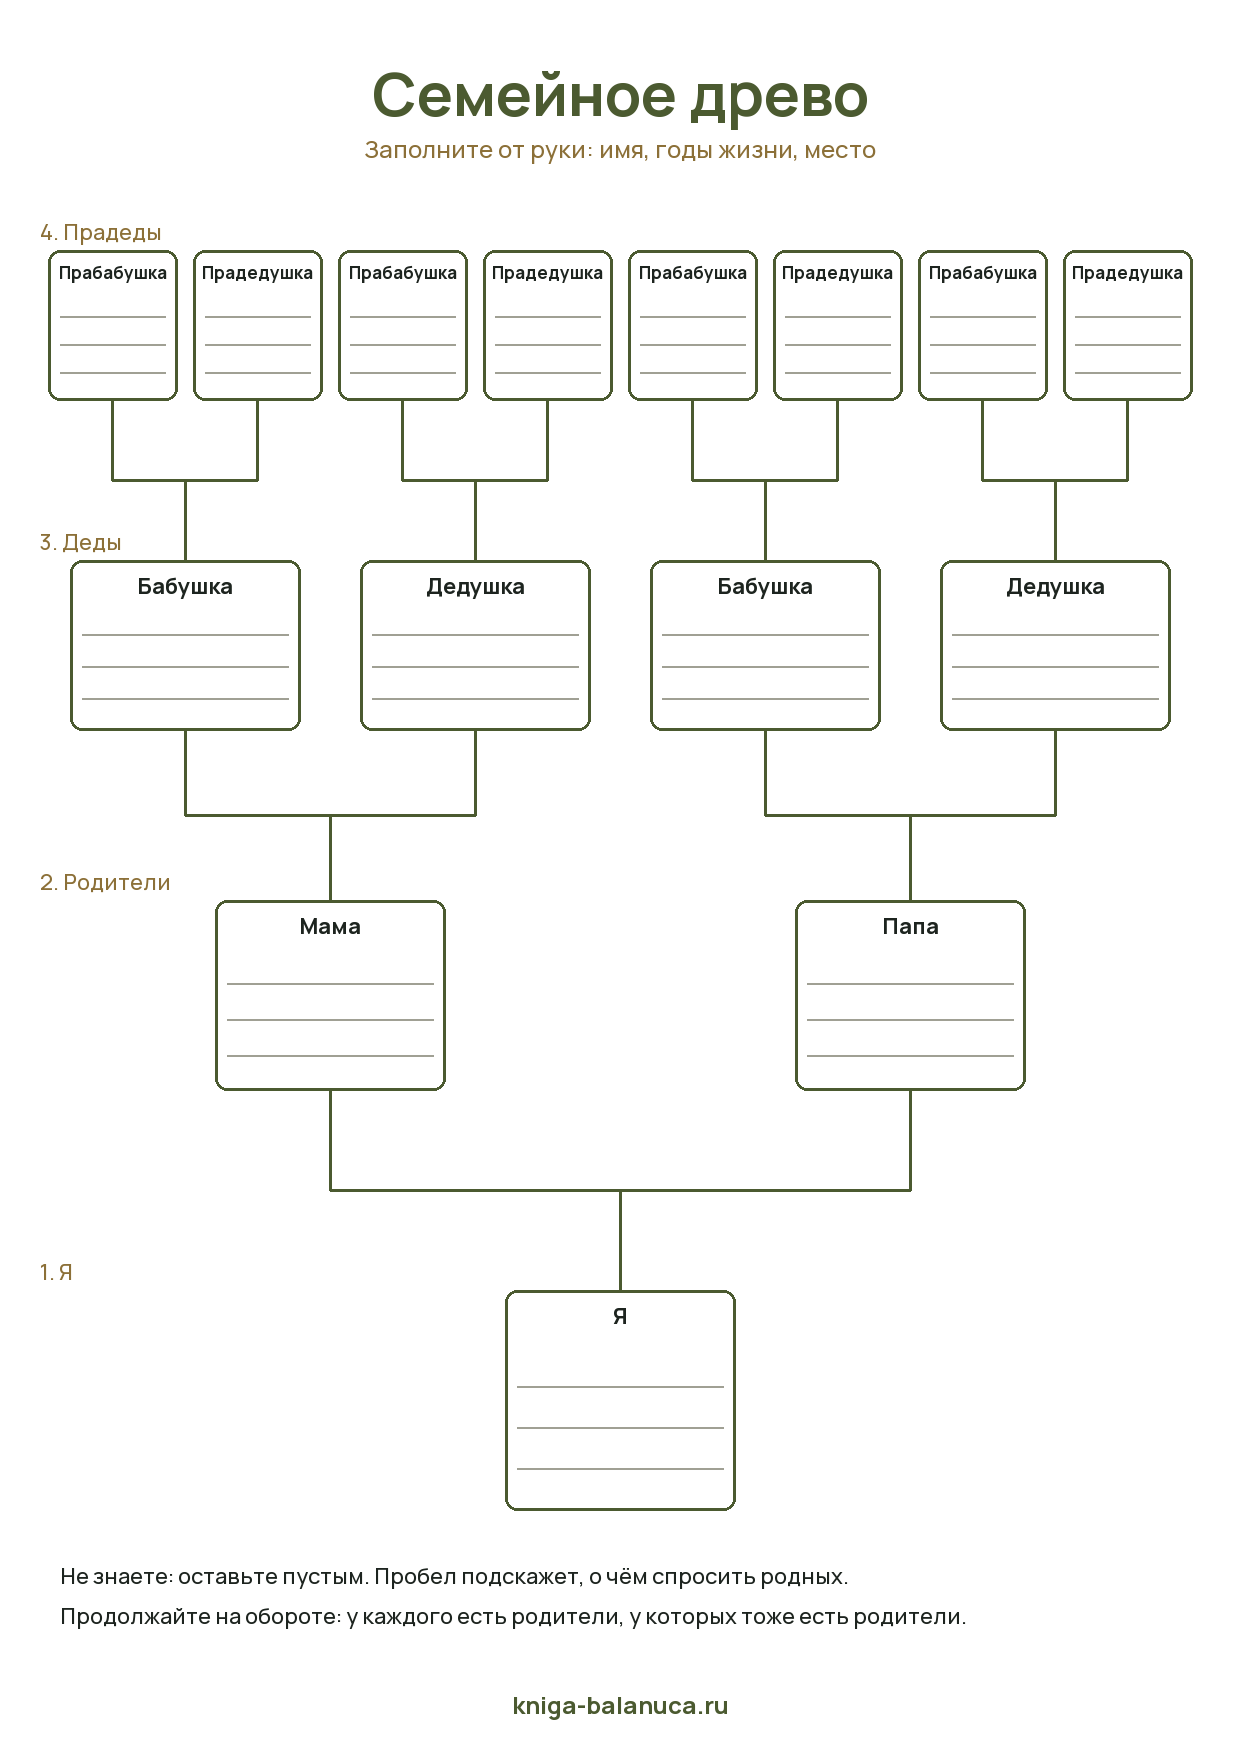 Семейное древо
Заполните от руки: имя, годы жизни, место
4. Прадеды
Прабабушка Прадедушка Прабабушка Прадедушка Прабабушка Прадедушка Прабабушка Прадедушка
3. Деды
Бабушка Дедушка Бабушка Дедушка
2. Родители
Мама Папа
1. Я
Я
Не знаете: оставьте пустым. Пробел подскажет, о чём спросить родных.
Продолжайте на обороте: у каждого есть родители, у которых тоже есть родители.
kniga-balanuca.ru